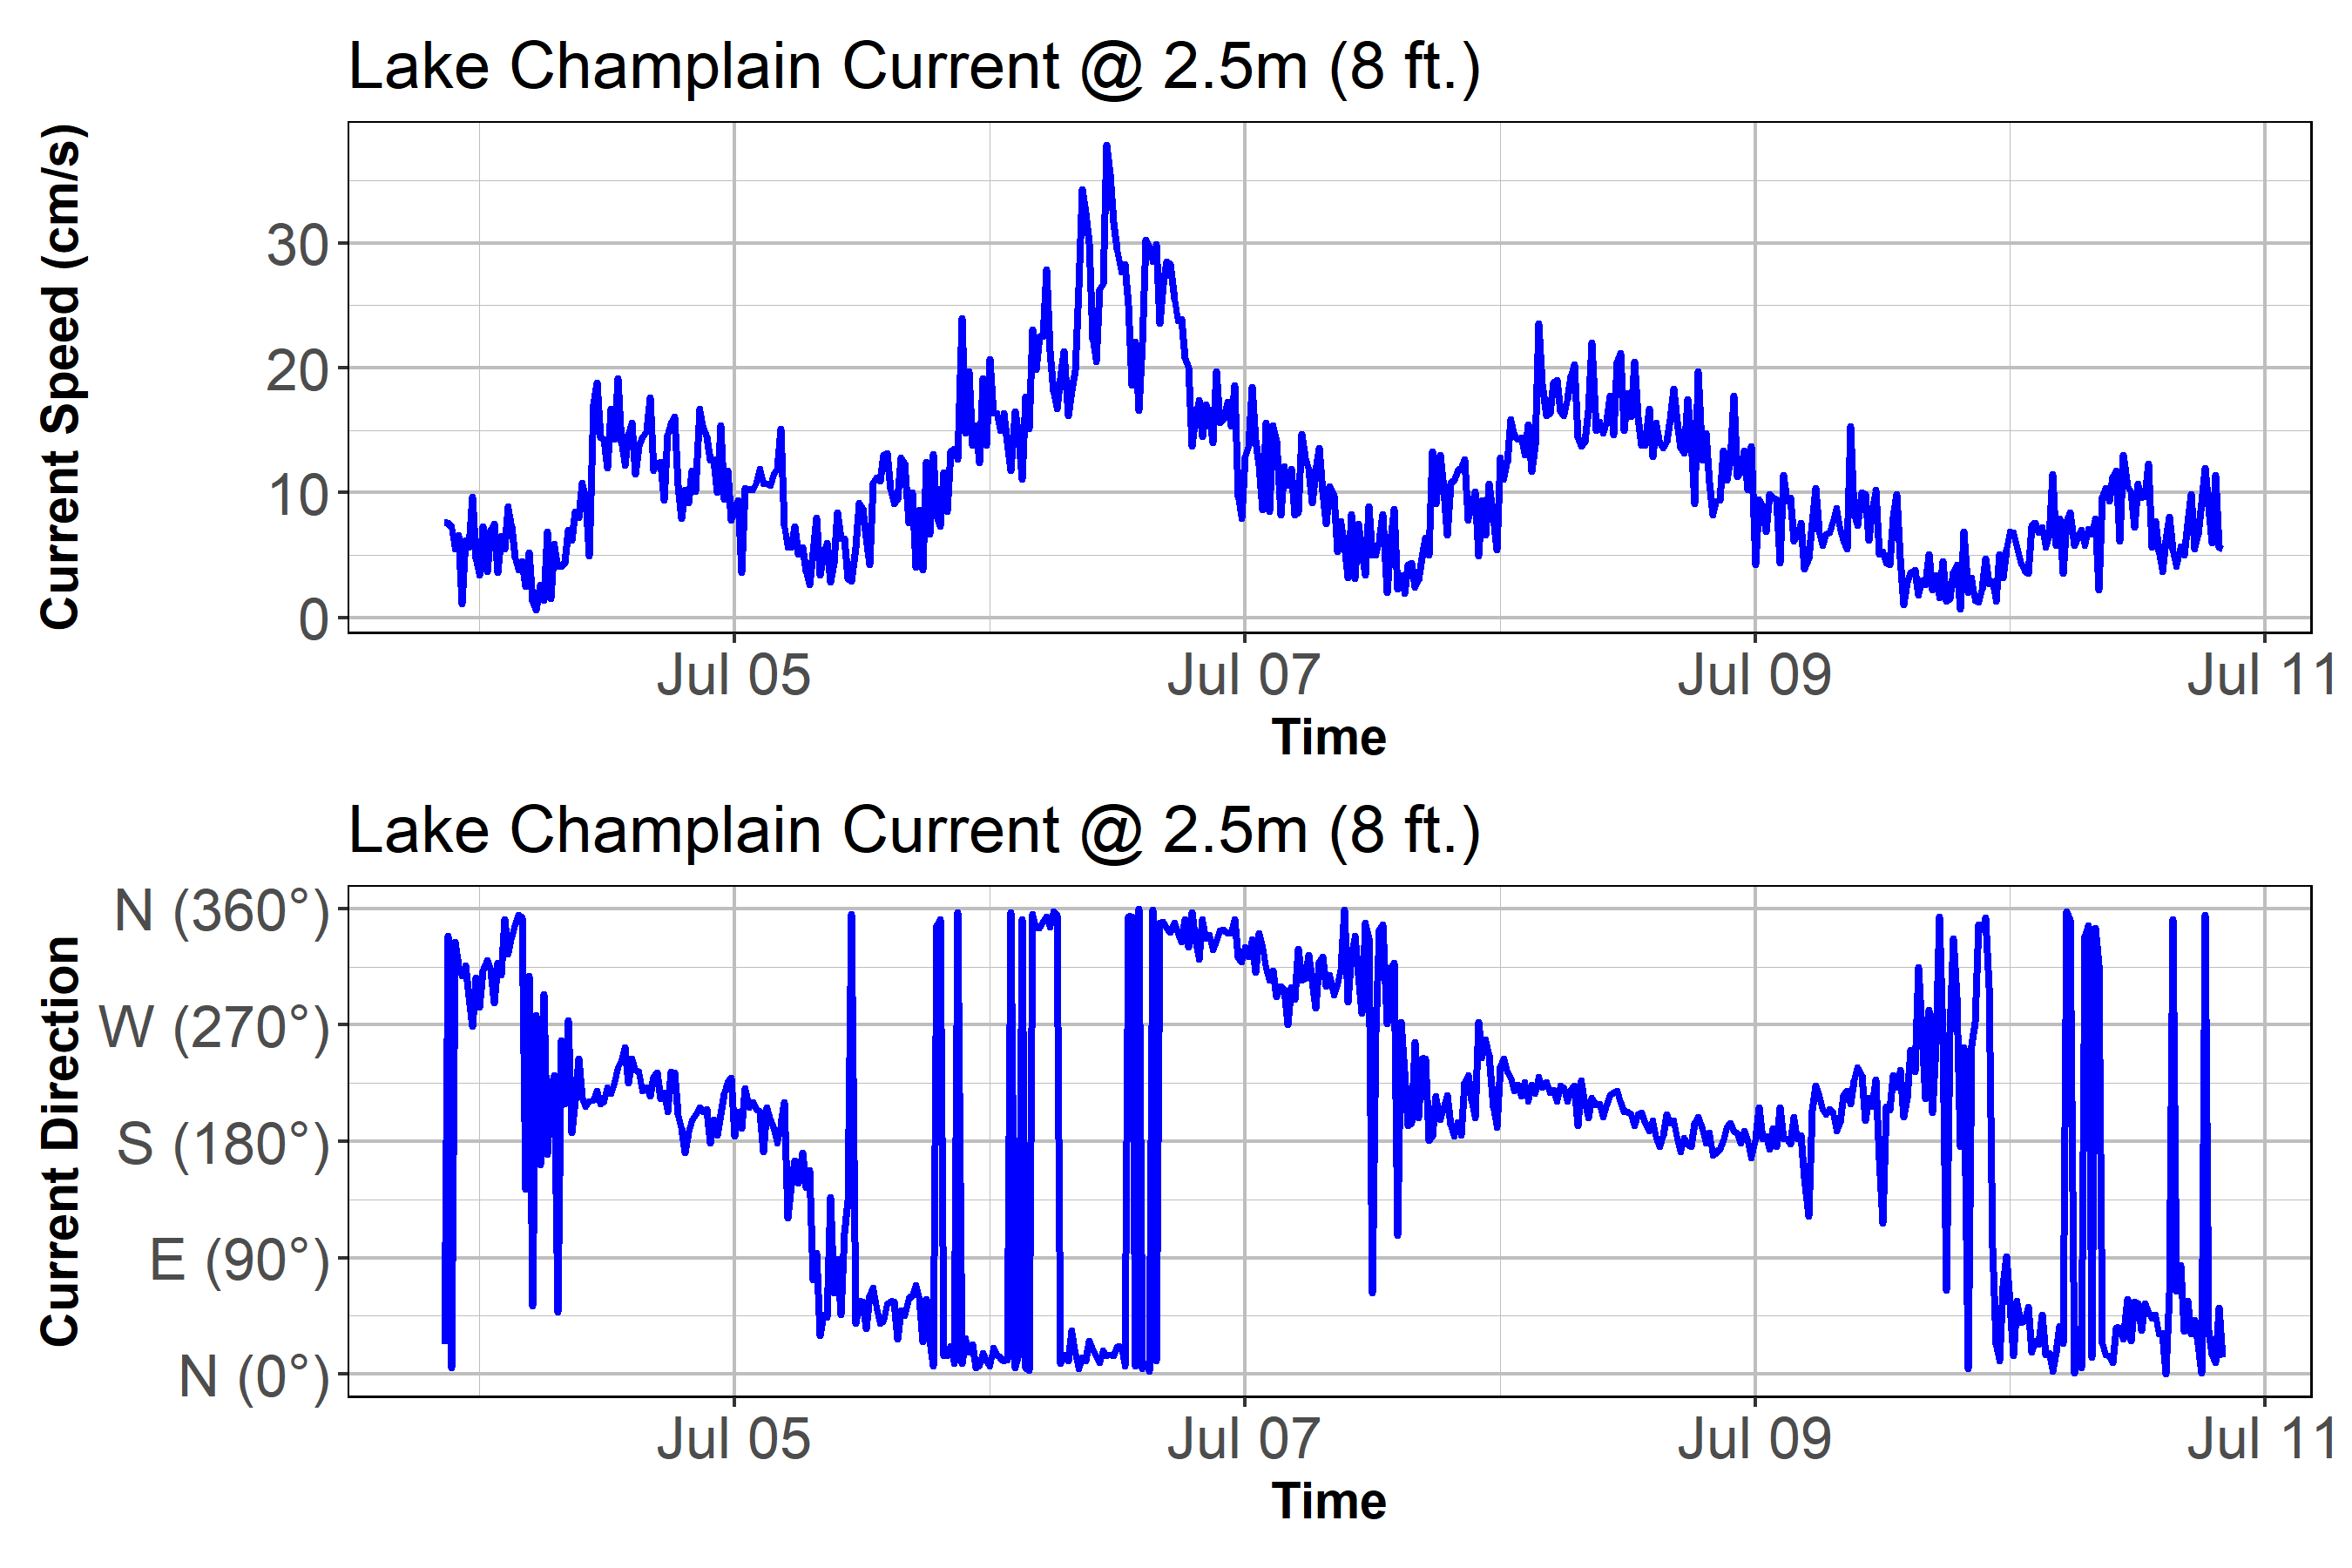 Lake Champlain Current @ 2.5m (8 ft.)
Current Speed (cm/s)
30
20
10
0
Jul 05 Jul 07 Jul 09 Jul 11
Time
Lake Champlain Current @ 2.5m (8 ft.)
Current Direction
N (360°)
W (270°)
S (180°)
E (90°)
N (0°)
Jul 05 Jul 07 Jul 09 Jul 11
Time